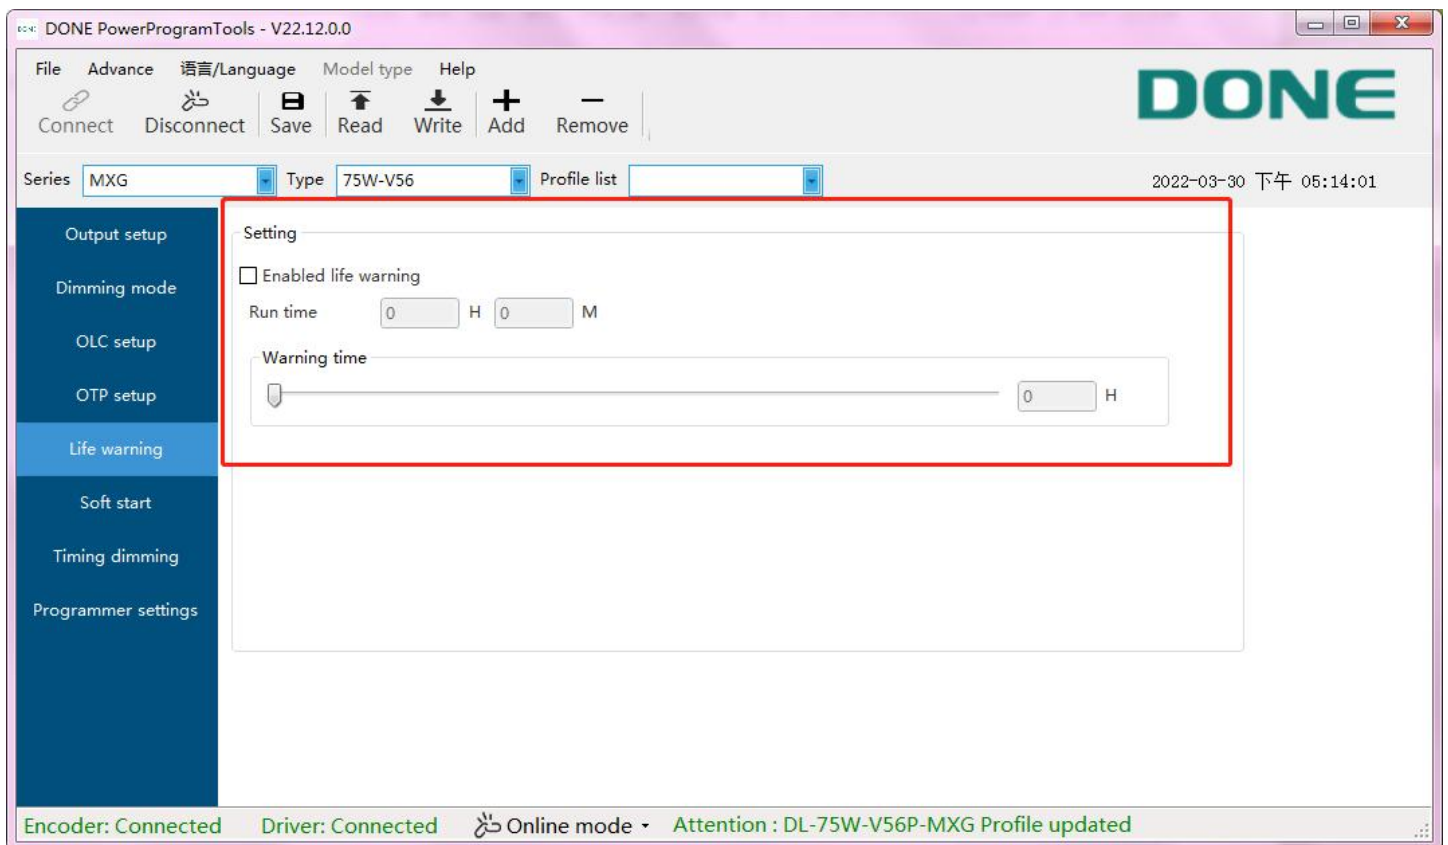 DONE PowerProgramTools - V22.12.0.0
File Advance 语言/Language Model type Help
DONE
Connect Disconnect Save Read Write Add Remove
Series MXG Type 75W-V56 Profile list 2022-03-30 下午 05:14:01
Output setup
Dimming mode
OLC setup
OTP setup
Life warning
Soft start
Timing dimming
Programmer settings
Setting
Enabled life warning
Run time 0 H 0 M
Warning time
0 H
Encoder: Connected Driver: Connected Online mode Attention : DL-75W-V56P-MXG Profile updated